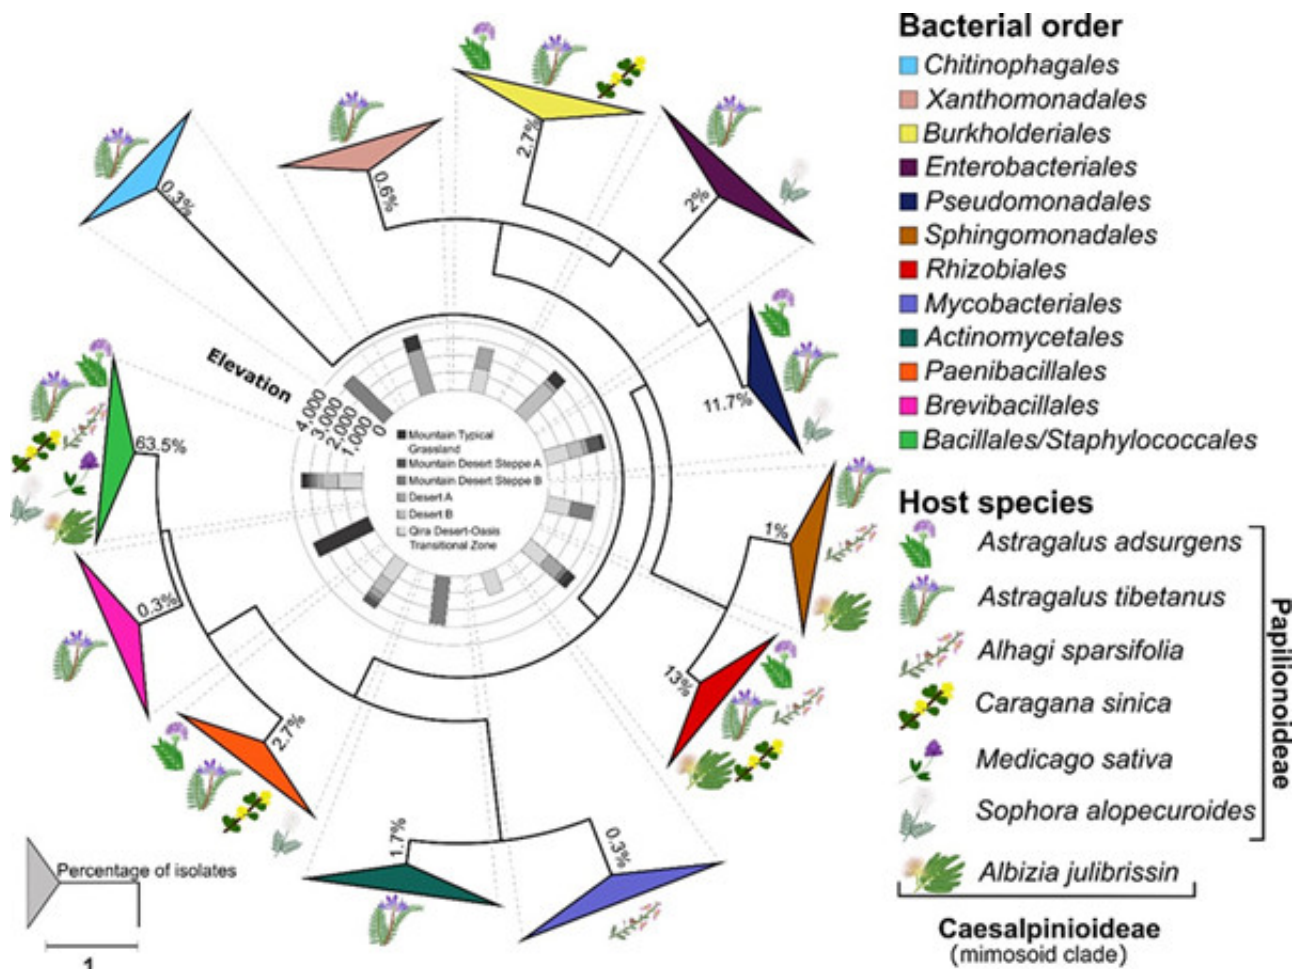 Bacterial order
Chitinophagales
Xanthomonadales
Burkholderiales
Enterobacteriales
Pseudomonadales
Sphingomonadales
Rhizobiales
Mycobacteriales
Actinomycetales
Paenibacillales
Brevibacillales
Bacillales/Staphylococcales
Host species
Astragalus adsurgens
Astragalus tibetanus
Alhagi sparsifolia
Caragana sinica
Medicago sativa
Sophora alopecuroides
Papilionoideae
Albizia julibrissin
Caesalpinioideae
(mimosoid clade)
0.3%
0.6%
2.7%
2%
11.7%
1%
13%
0.3%
1.7%
2.7%
0.3%
63.5%
Elevation
4,000
3,000
2,000
1,000
0
Mountain Typical
Grassland
Mountain Desert Steppe A
Mountain Desert Steppe B
Desert A
Desert B
Qira Desert-Oasis
Transitional Zone
Percentage of isolates
1